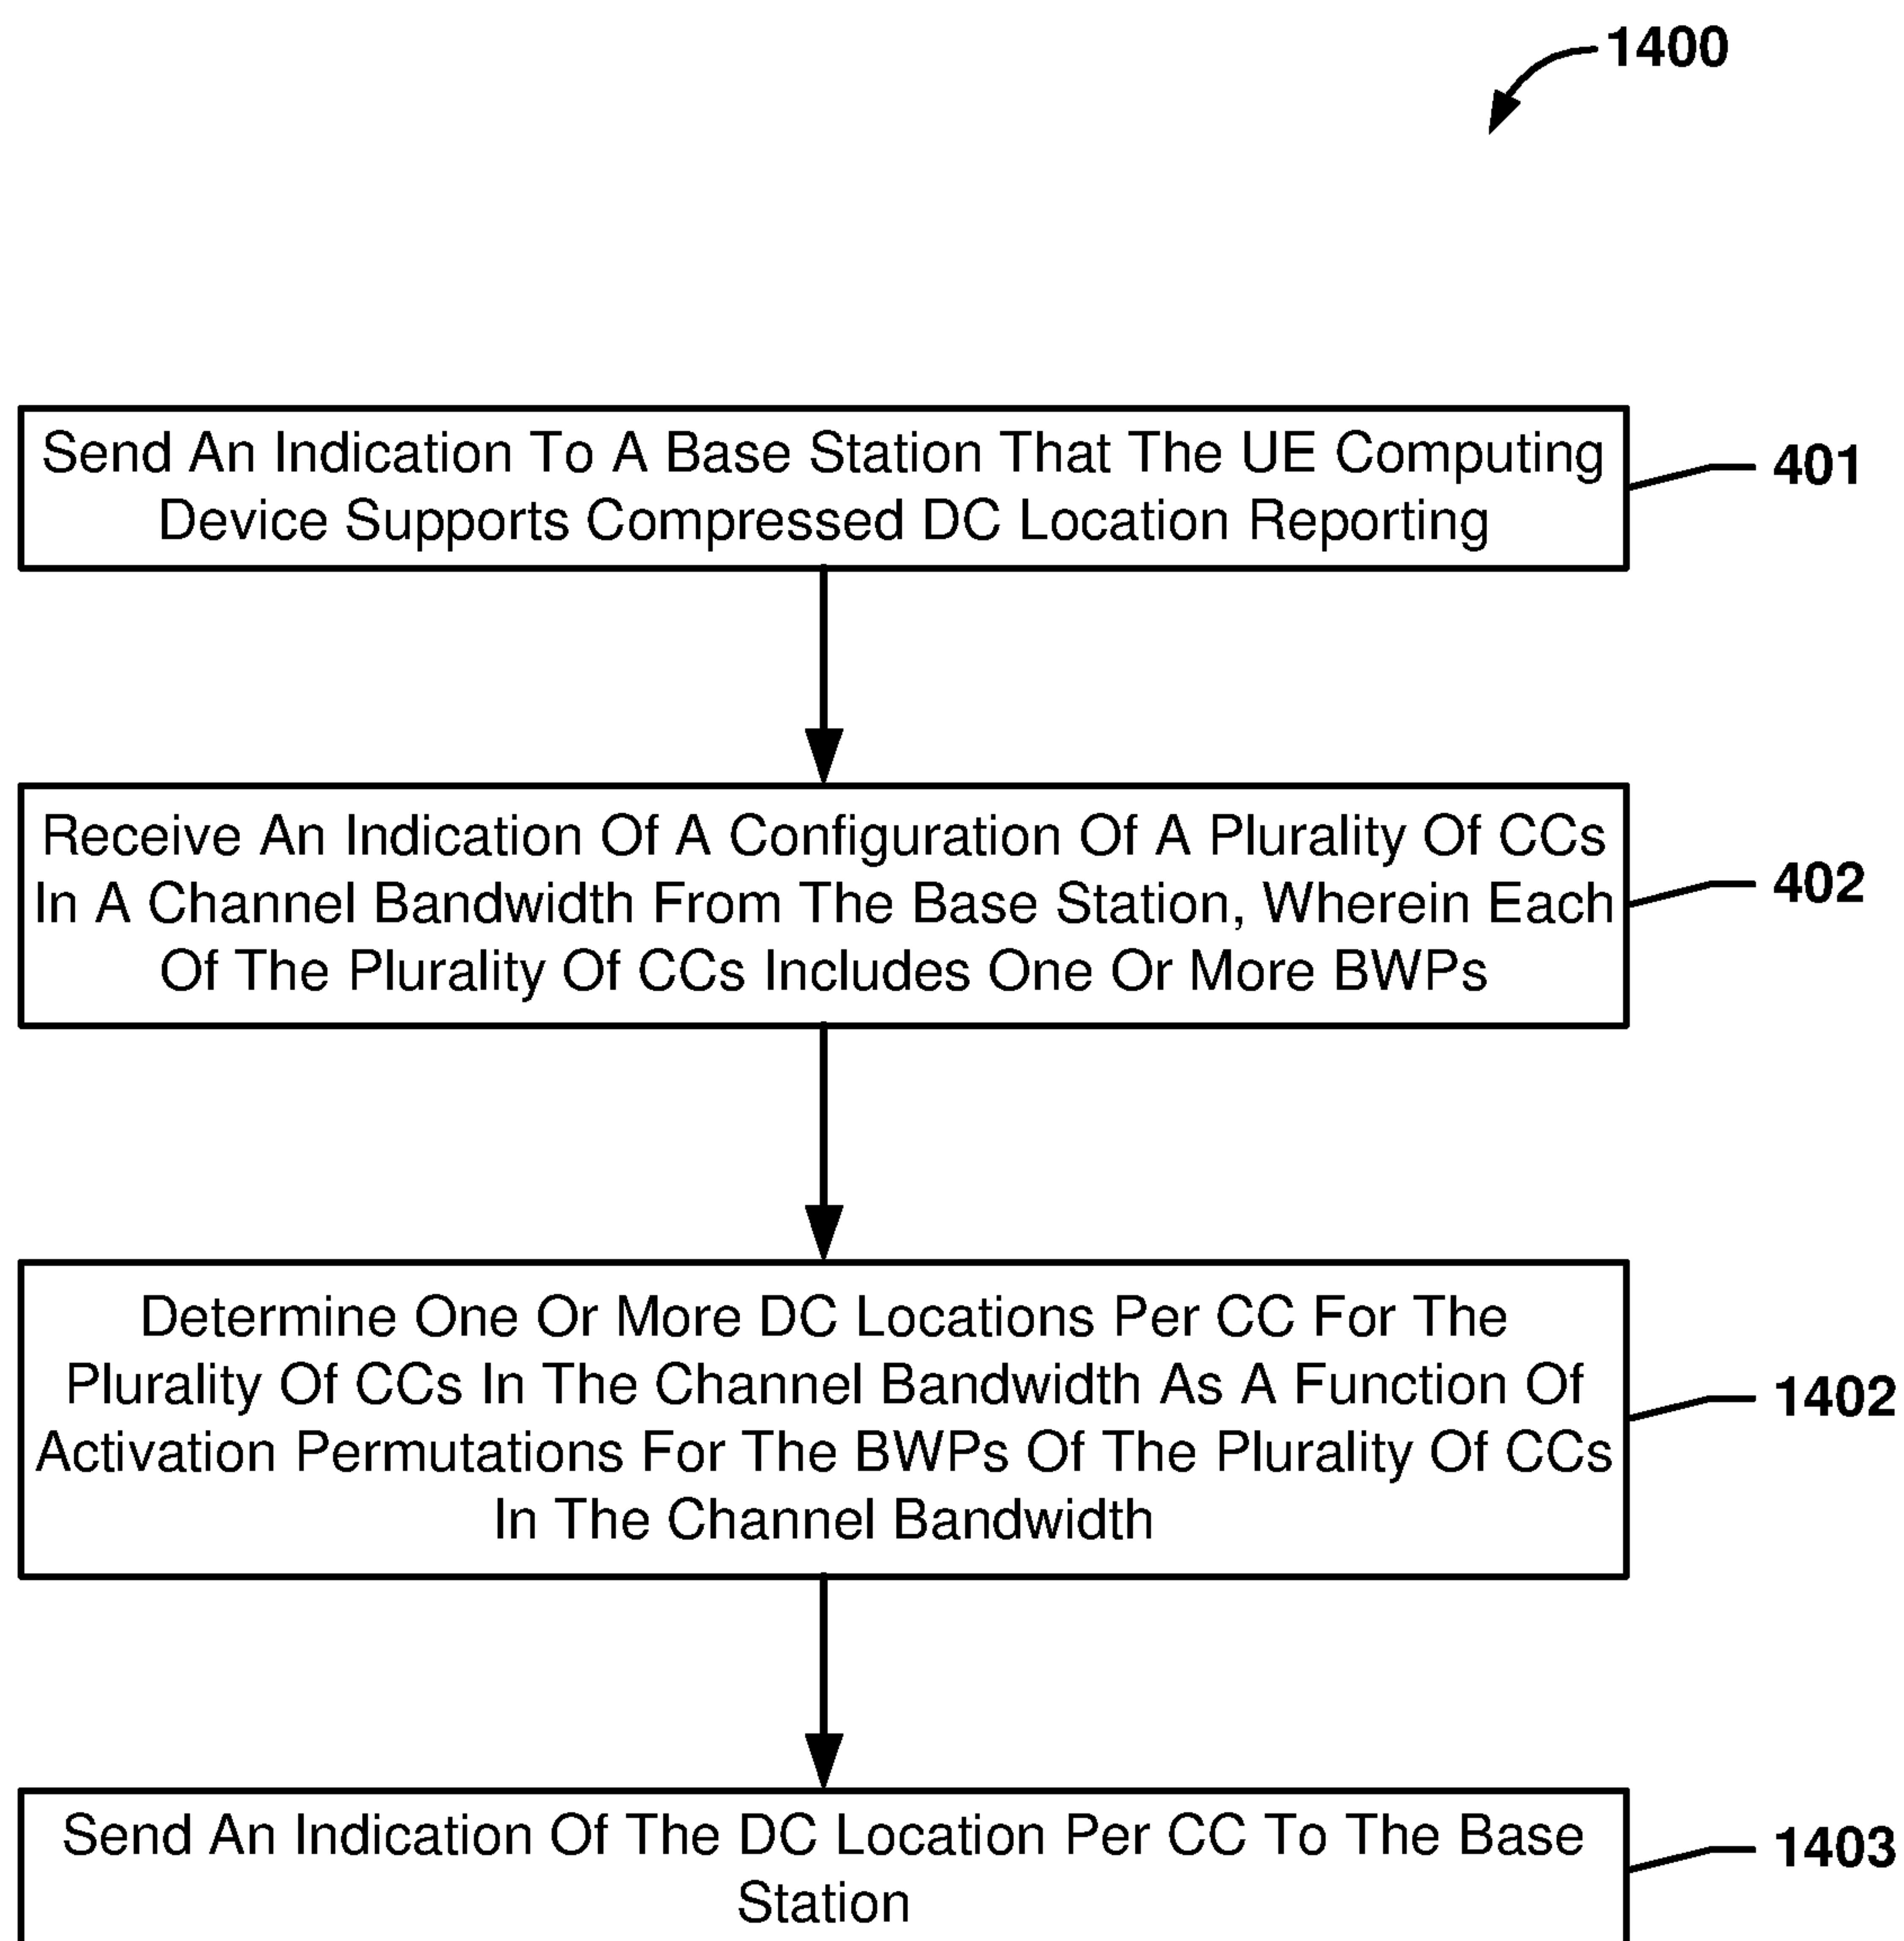 1400
Send An Indication To A Base Station That The UE Computing
Device Supports Compressed DC Location Reporting
401
Receive An Indication Of A Configuration Of A Plurality Of CCs
In A Channel Bandwidth From The Base Station, Wherein Each
Of The Plurality Of CCs Includes One Or More BWPs
402
Determine One Or More DC Locations Per CC For The
Plurality Of CCs In The Channel Bandwidth As A Function Of
Activation Permutations For The BWPs Of The Plurality Of CCs
In The Channel Bandwidth
1402
Send An Indication Of The DC Location Per CC To The Base
Station
1403